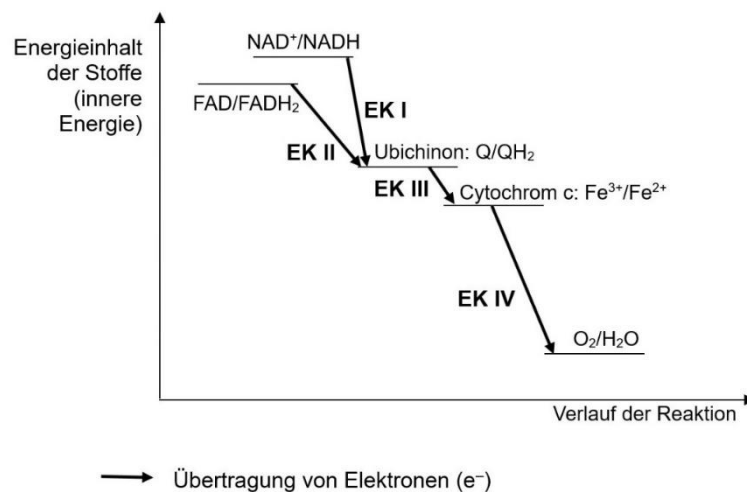 Energieinhalt
der Stoffe
(innere
Energie)
NAD⁺/NADH
FAD/FADH₂
EK I
EK II
Ubichinon: Q/QH₂
EK III
Cytochrom c: Fe³⁺/Fe²⁺
EK IV
O₂/H₂O
Verlauf der Reaktion
Übertragung von Elektronen (e⁻)